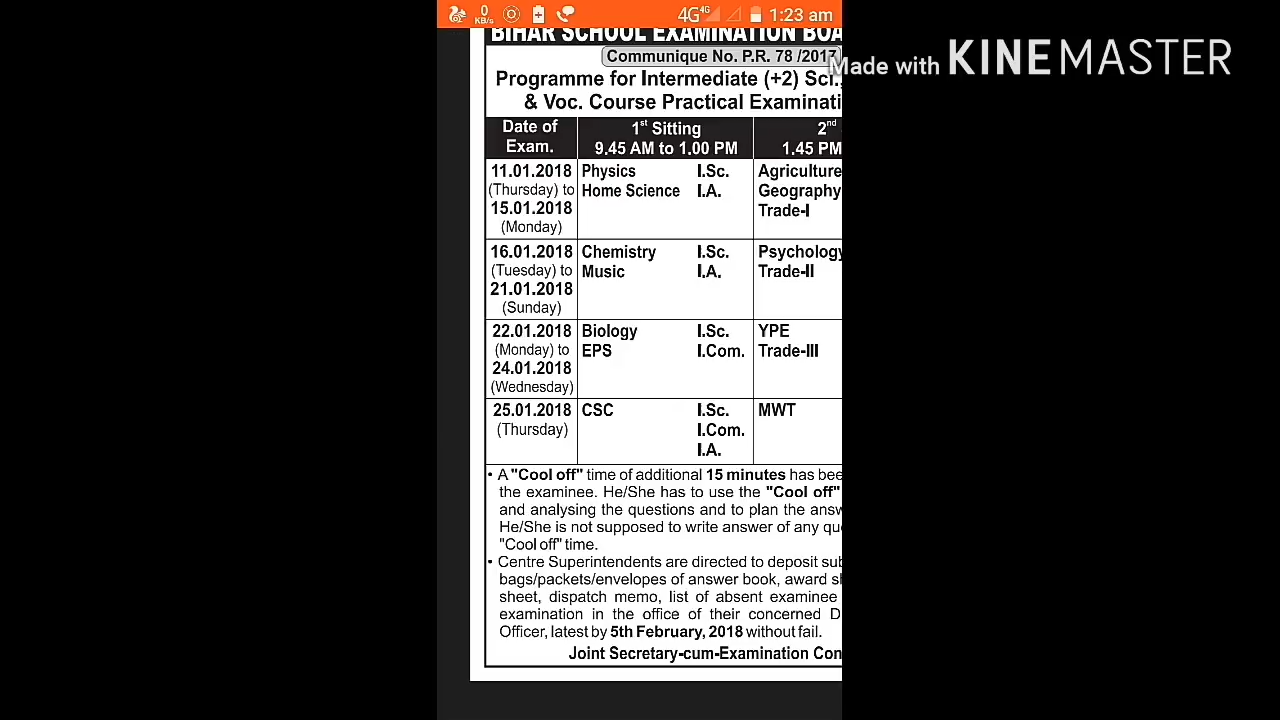 0
KB/s
4G 4G 1:23 am
Made with KINEMASTER
BIHAR SCHOOL EXAMINATION
Communique No. P.R. 78 /2017
Programme for Intermediate (+2) Sci.,
& Voc. Course Practical
Date of Exam. 1st Sitting 9.45 AM to 1.00 PM 2nd 1.45 PM
11.01.2018 Physics I.Sc. Agriculture
(Thursday) to Home Science I.A. Geography
15.01.2018 Trade-I
(Monday)
16.01.2018 Chemistry I.Sc. Psychology
(Tuesday) to Music I.A. Trade-II
21.01.2018
(Sunday)
22.01.2018 Biology I.Sc. YPE
(Monday) to EPS I.Com. Trade-III
24.01.2018
(Wednesday)
25.01.2018 CSC I.Sc. MWT
(Thursday) I.Com.
I.A.
• A "Cool off" time of additional 15 minutes has
the examinee. He/She has to use the "Cool off"
and analysing the questions and to plan the
He/She is not supposed to write answer of any
"Cool off" time.
• Centre Superintendents are directed to deposit
bags/packets/envelopes of answer book, award
sheet, dispatch memo, list of absent examinee
examination in the office of their concerned
Officer, latest by 5th February, 2018 without fail.
Joint Secretary-cum-Examination